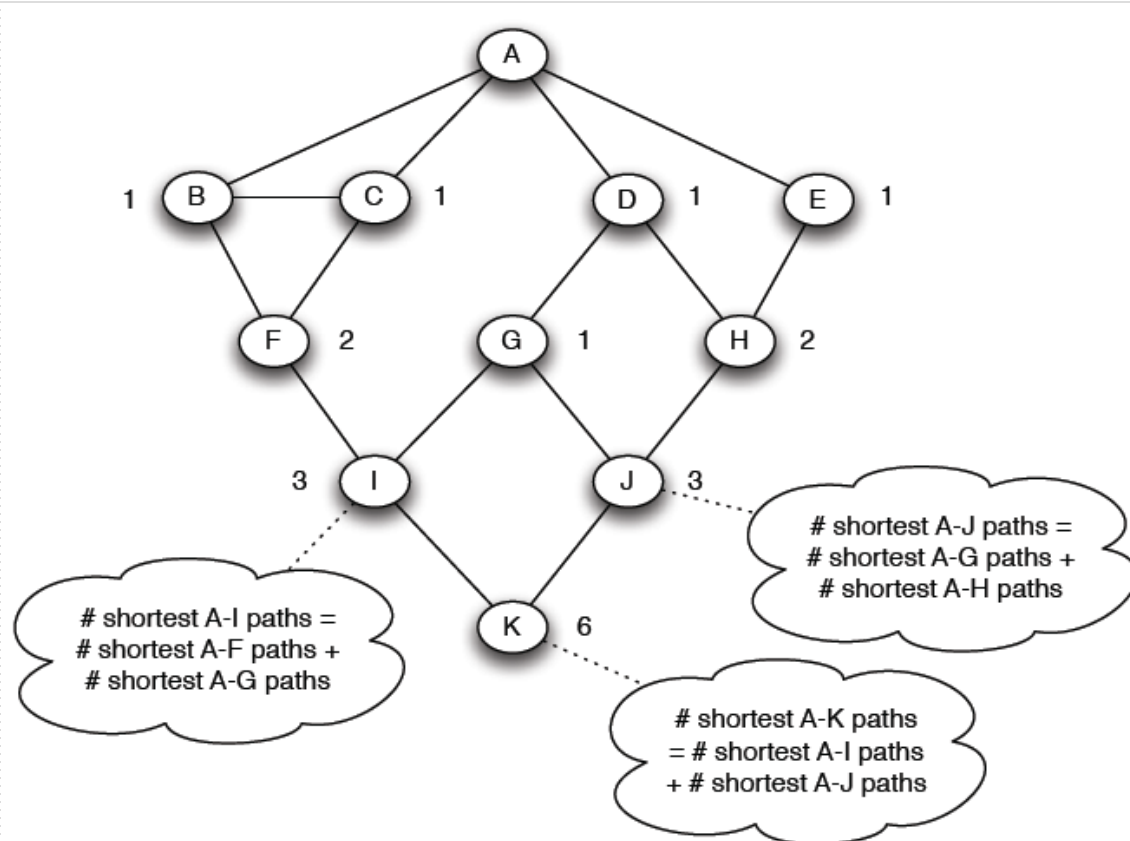 A
1 B C 1 D 1 E 1
F 2 G 1 H 2
3 I J 3
# shortest A-J paths =
# shortest A-G paths +
# shortest A-H paths
# shortest A-I paths =
# shortest A-F paths +
# shortest A-G paths
K 6
# shortest A-K paths
= # shortest A-I paths
+ # shortest A-J paths